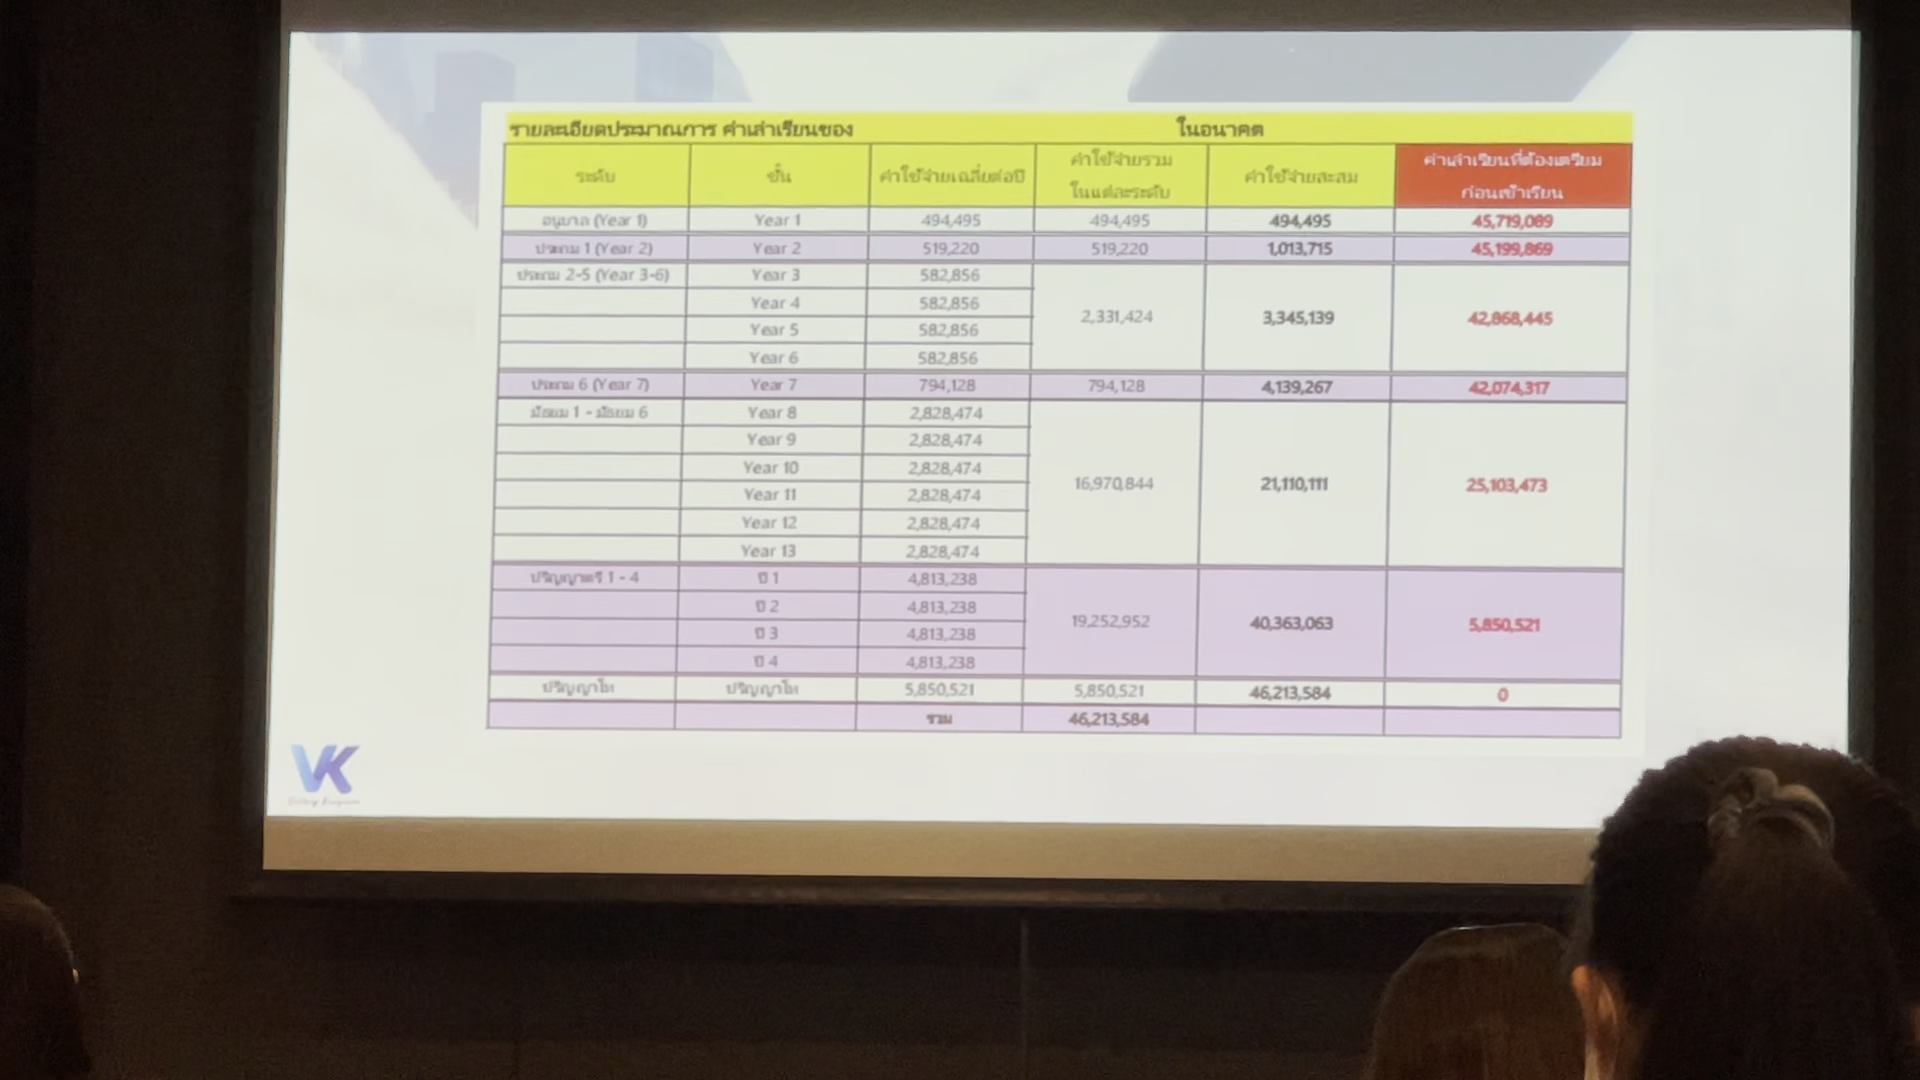 รายละเอียดประมาณการ ค่าเล่าเรียนของ ในอนาคต
ระดับ ชั้น ค่าใช้จ่ายเฉลี่ยต่อปี ค่าใช้จ่ายรวม ในแต่ละระดับ ค่าใช้จ่ายสะสม ค่าเล่าเรียนที่ต้องเตรียม ก่อนเข้าเรียน
อนุบาล (Year 1) Year 1 494,495 494,495 494,495 45,719,089
ประถม 1 (Year 2) Year 2 519,220 519,220 1,013,715 45,199,869
ประถม 2-5 (Year 3-6) Year 3 582,856 2,331,424 3,345,139 42,868,445
Year 4 582,856
Year 5 582,856
Year 6 582,856
ประถม 6 (Year 7) Year 7 794,128 794,128 4,139,267 42,074,317
มัธยม 1 - มัธยม 6 Year 8 2,828,474 16,970,844 21,110,111 25,103,473
Year 9 2,828,474
Year 10 2,828,474
Year 11 2,828,474
Year 12 2,828,474
Year 13 2,828,474
ปริญญาตรี 1 - 4 ปี 1 4,813,238 19,252,952 40,363,063 5,850,521
ปี 2 4,813,238
ปี 3 4,813,238
ปี 4 4,813,238
ปริญญาโท ปริญญาโท 5,850,521 5,850,521 46,213,584 0
รวม 46,213,584
VK